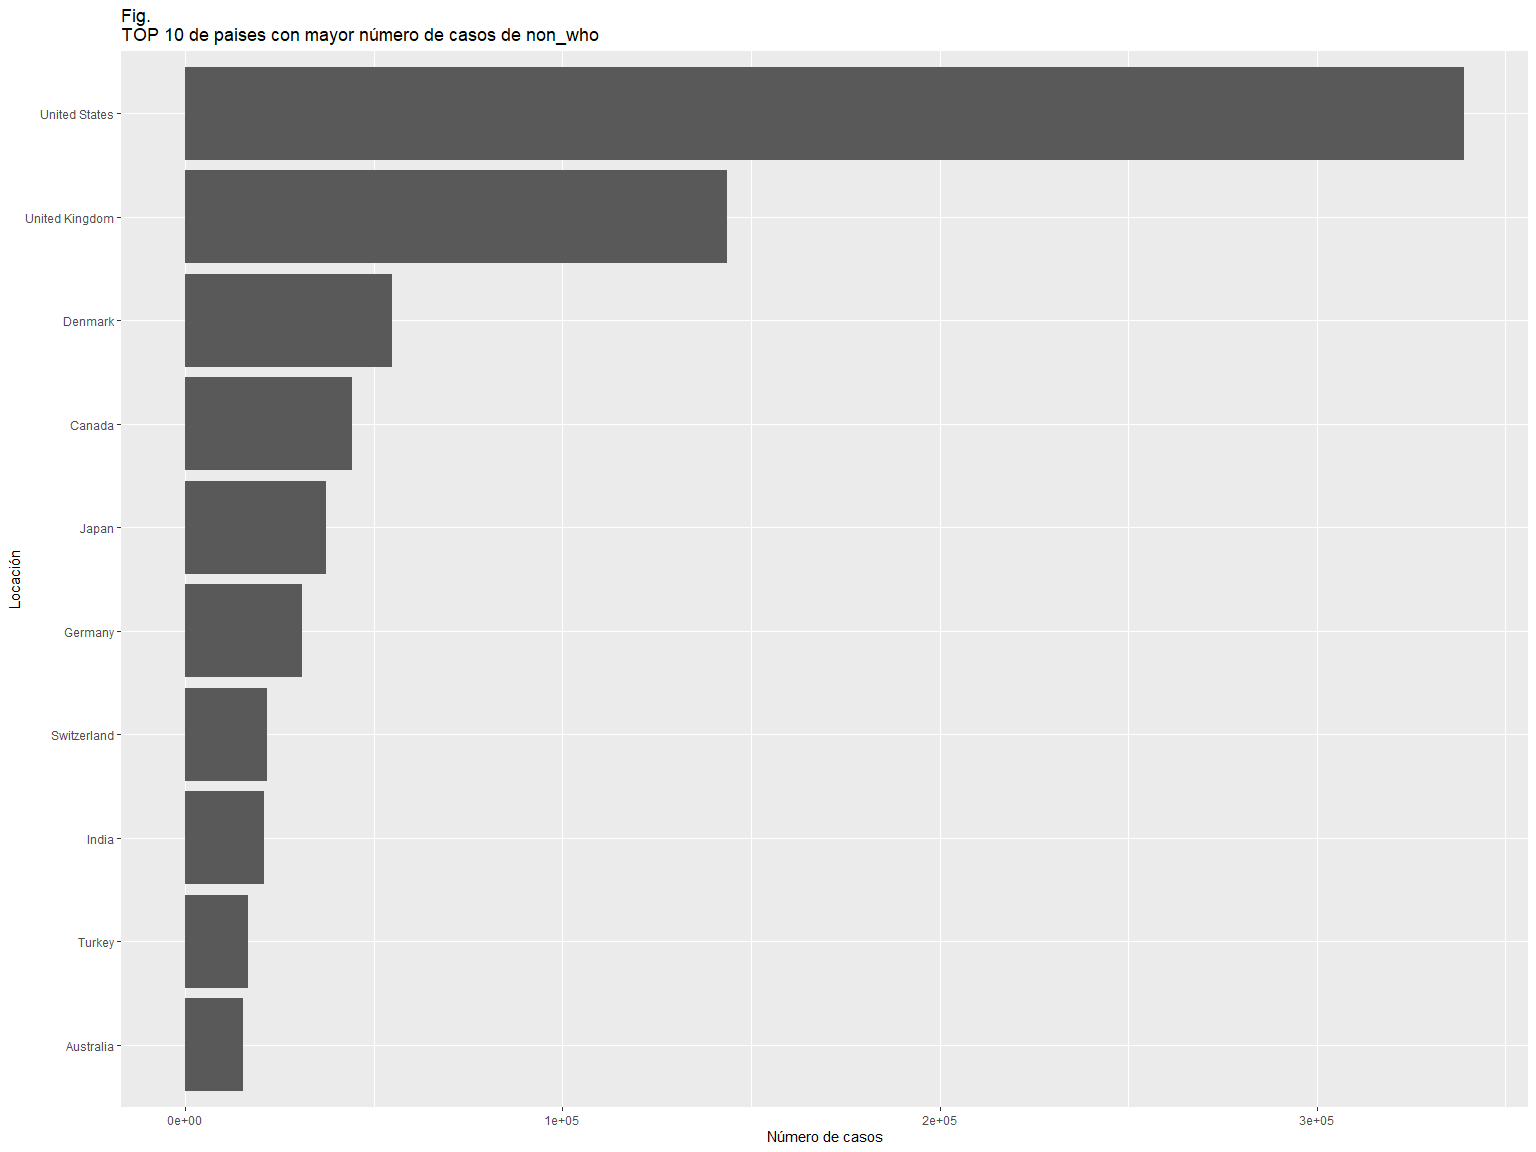 Fig.
TOP 10 de paises con mayor número de casos de non_who
United States
United Kingdom
Denmark
Canada
Japan
Germany
Switzerland
India
Turkey
Australia
Locación
0e+00 1e+05 2e+05 3e+05
Número de casos